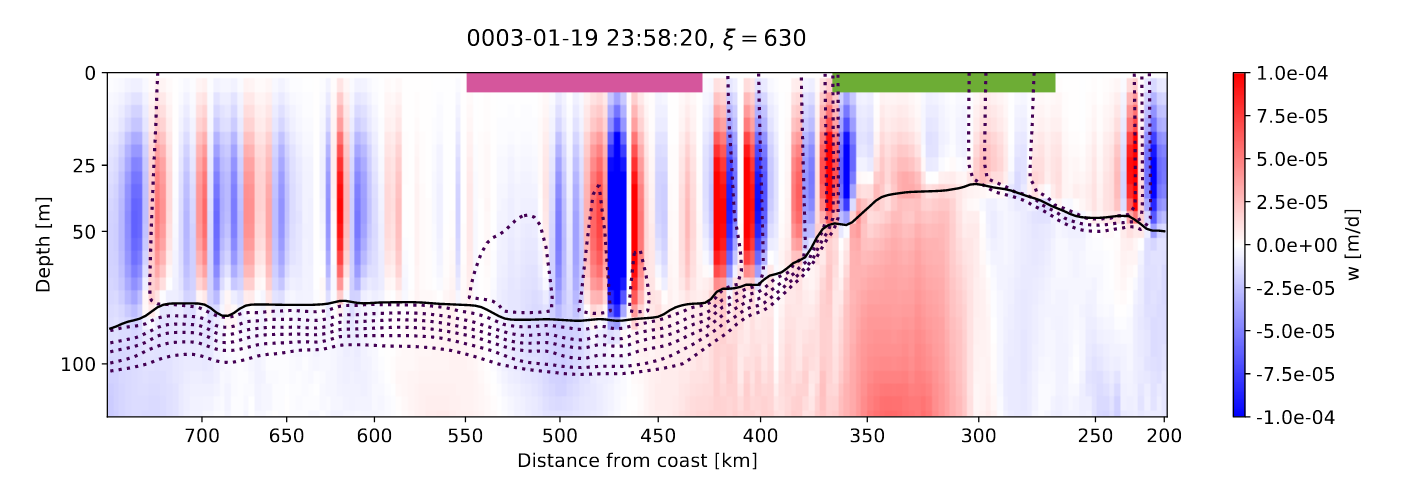 0003-01-19 23:58:20, ξ = 630
0
25
50
100
Depth [m]
700 650 600 550 500 450 400 350 300 250 200
Distance from coast [km]
1.0e-04
7.5e-05
5.0e-05
2.5e-05
0.0e+00
-2.5e-05
-5.0e-05
-7.5e-05
-1.0e-04
w [m/d]